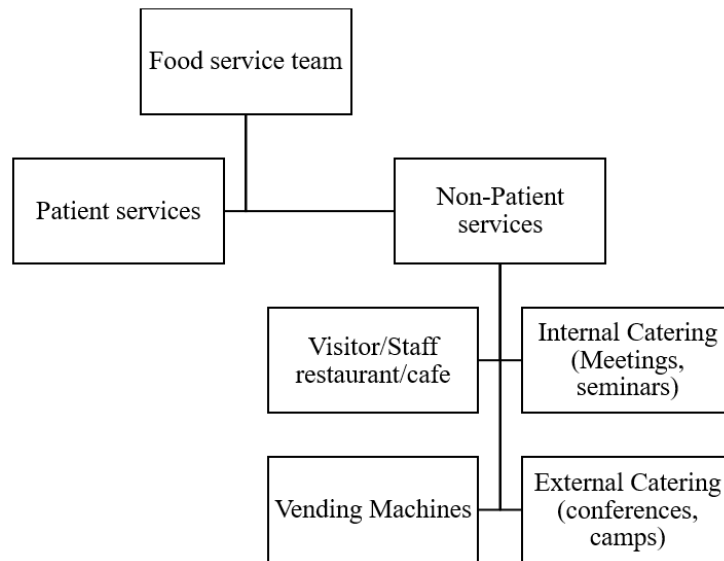 Food service team
Patient services
Non-Patient
services
Visitor/Staff
restaurant/cafe
Internal Catering
(Meetings,
seminars)
Vending Machines
External Catering
(conferences,
camps)